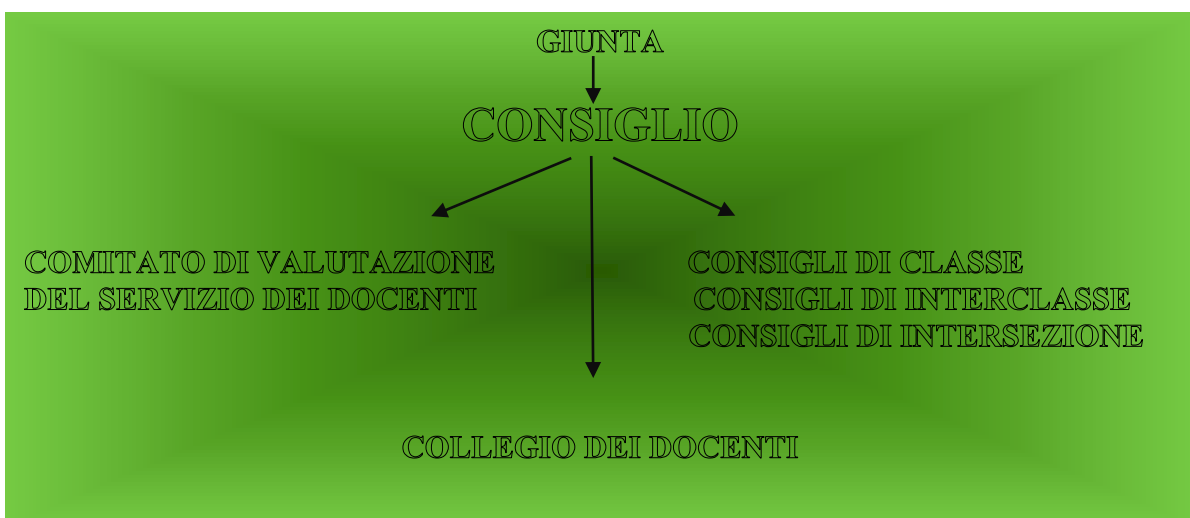 GIUNTA
CONSIGLIO
COMITATO DI VALUTAZIONE
DEL SERVIZIO DEI DOCENTI
CONSIGLI DI CLASSE
CONSIGLI DI INTERCLASSE
CONSIGLI DI INTERSEZIONE
COLLEGIO DEI DOCENTI